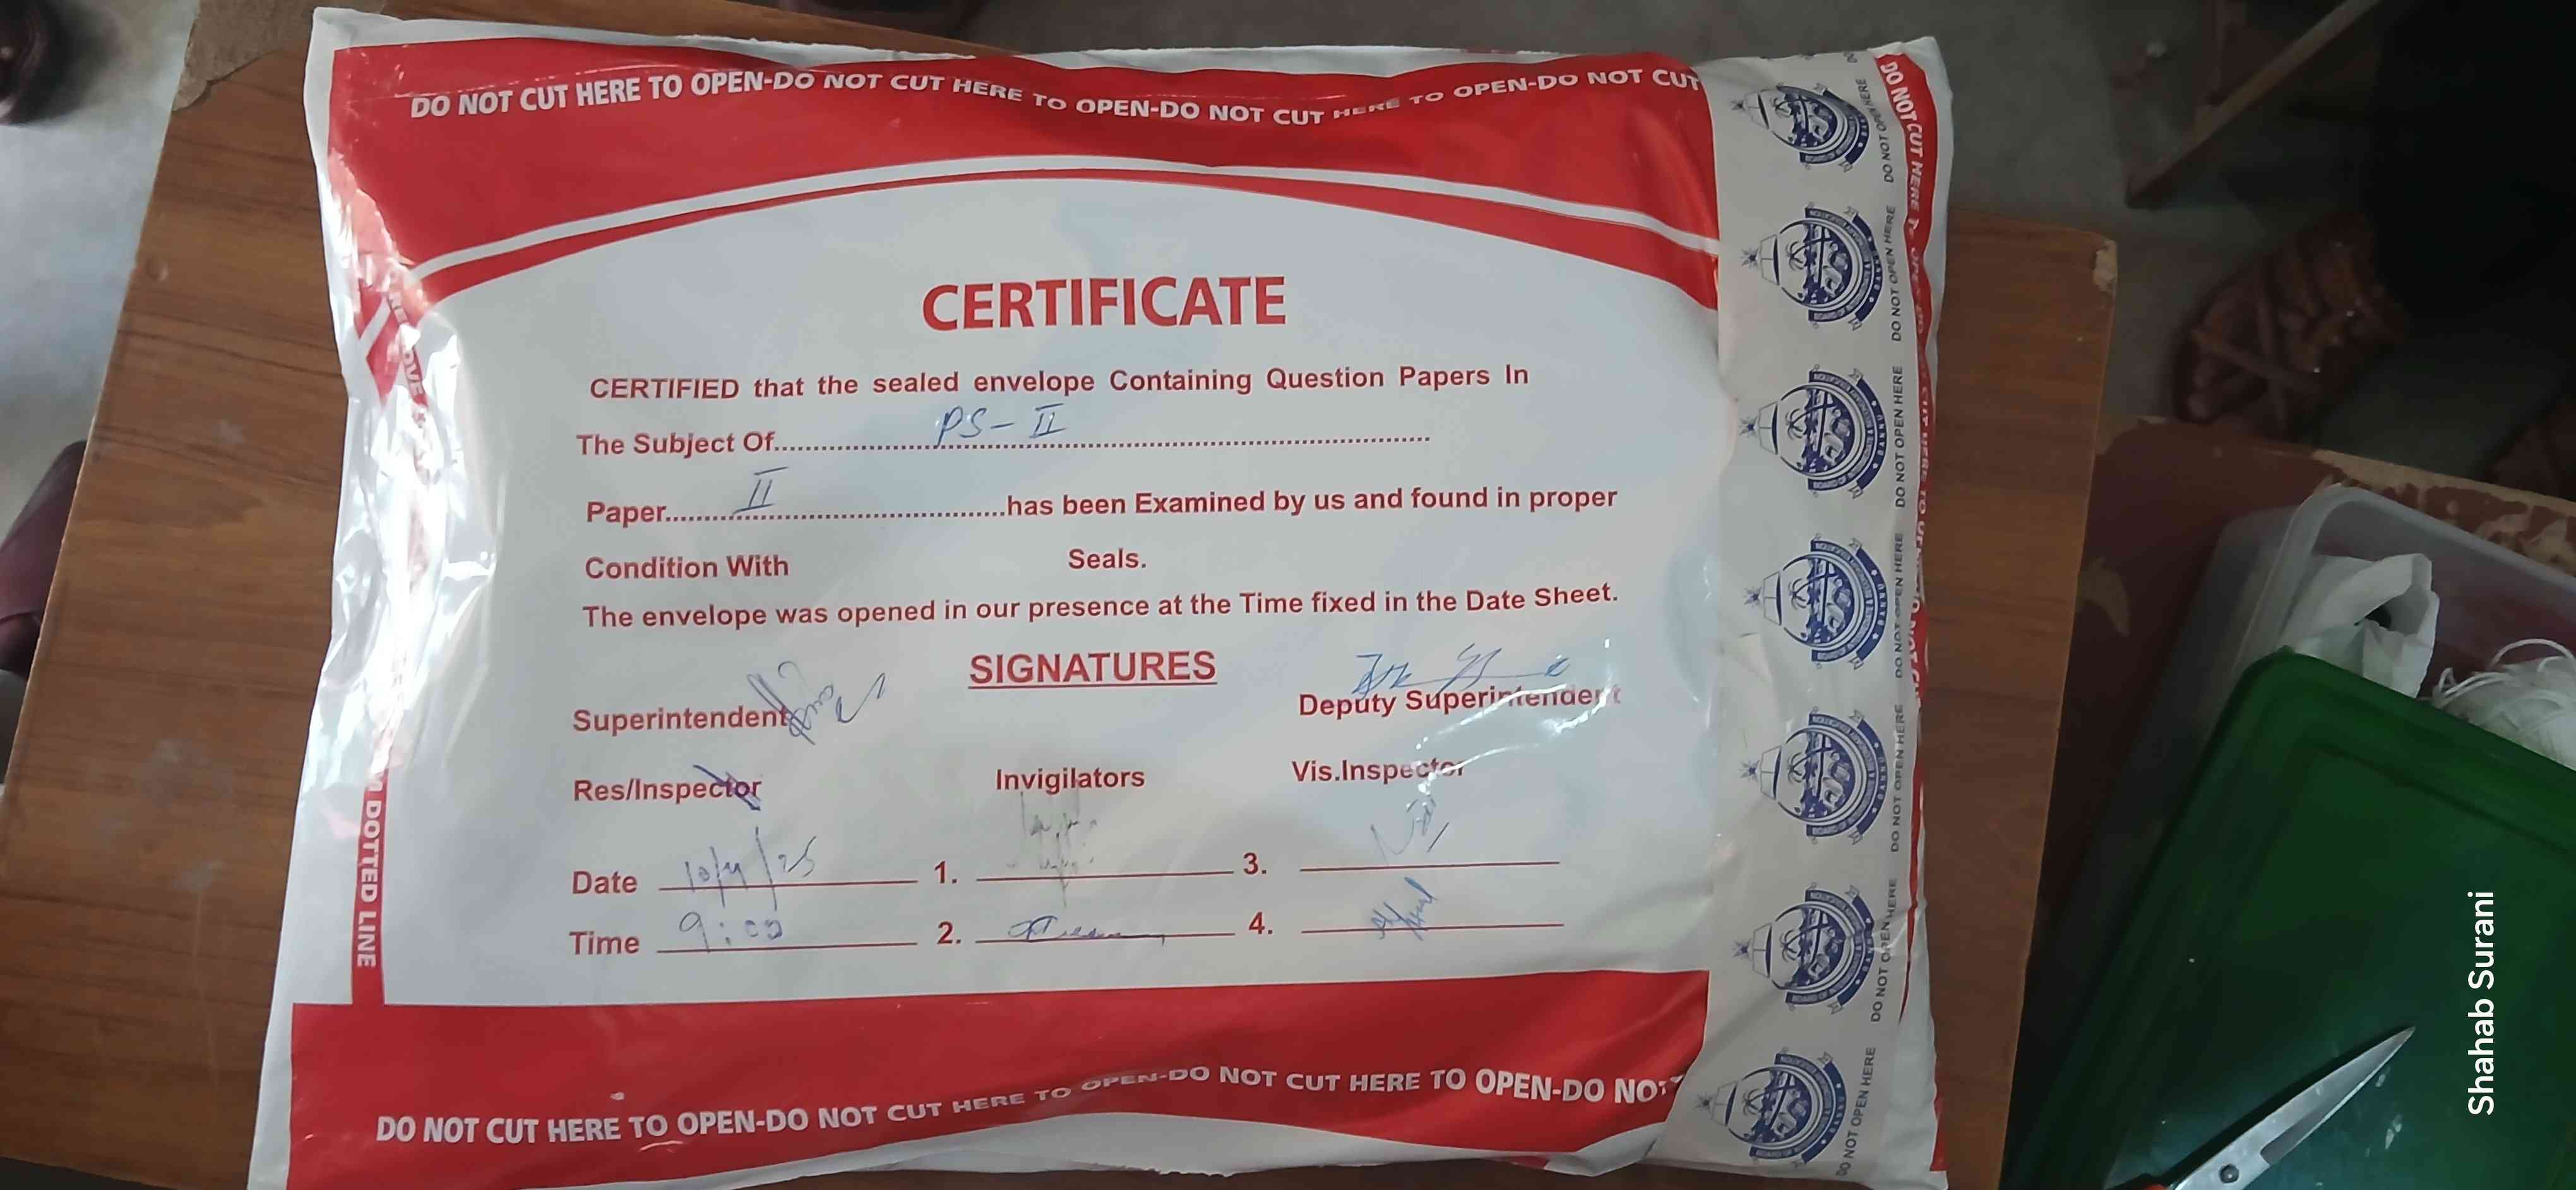 DO NOT CUT HERE TO OPEN-DO NOT CUT HERE TO OPEN-DO NOT CUT HERE TO OPEN-DO NOT CUT
CERTIFICATE
CERTIFIED that the sealed envelope Containing Question Papers In
The Subject Of PS-II
Paper II has been Examined by us and found in proper
Condition With Seals.
The envelope was opened in our presence at the Time fixed in the Date Sheet.
SIGNATURES
Superintendent Deputy Superintendent
Res/Inspector Invigilators Vis.Inspector
Date 10/4/25 1. 3.
Time 9:00 2. 4.
DO NOT CUT HERE TO OPEN-DO NOT CUT HERE TO OPEN-DO NOT CUT HERE TO OPEN-DO NOT
DOTTED LINE
DO NOT OPEN HERE
DO NOT OPEN HERE
DO NOT OPEN HERE
DO NOT OPEN HERE
DO NOT OPEN HERE
DO NOT OPEN HERE
DO NOT OPEN HERE
DO NOT CUT HERE
Shahab Surani